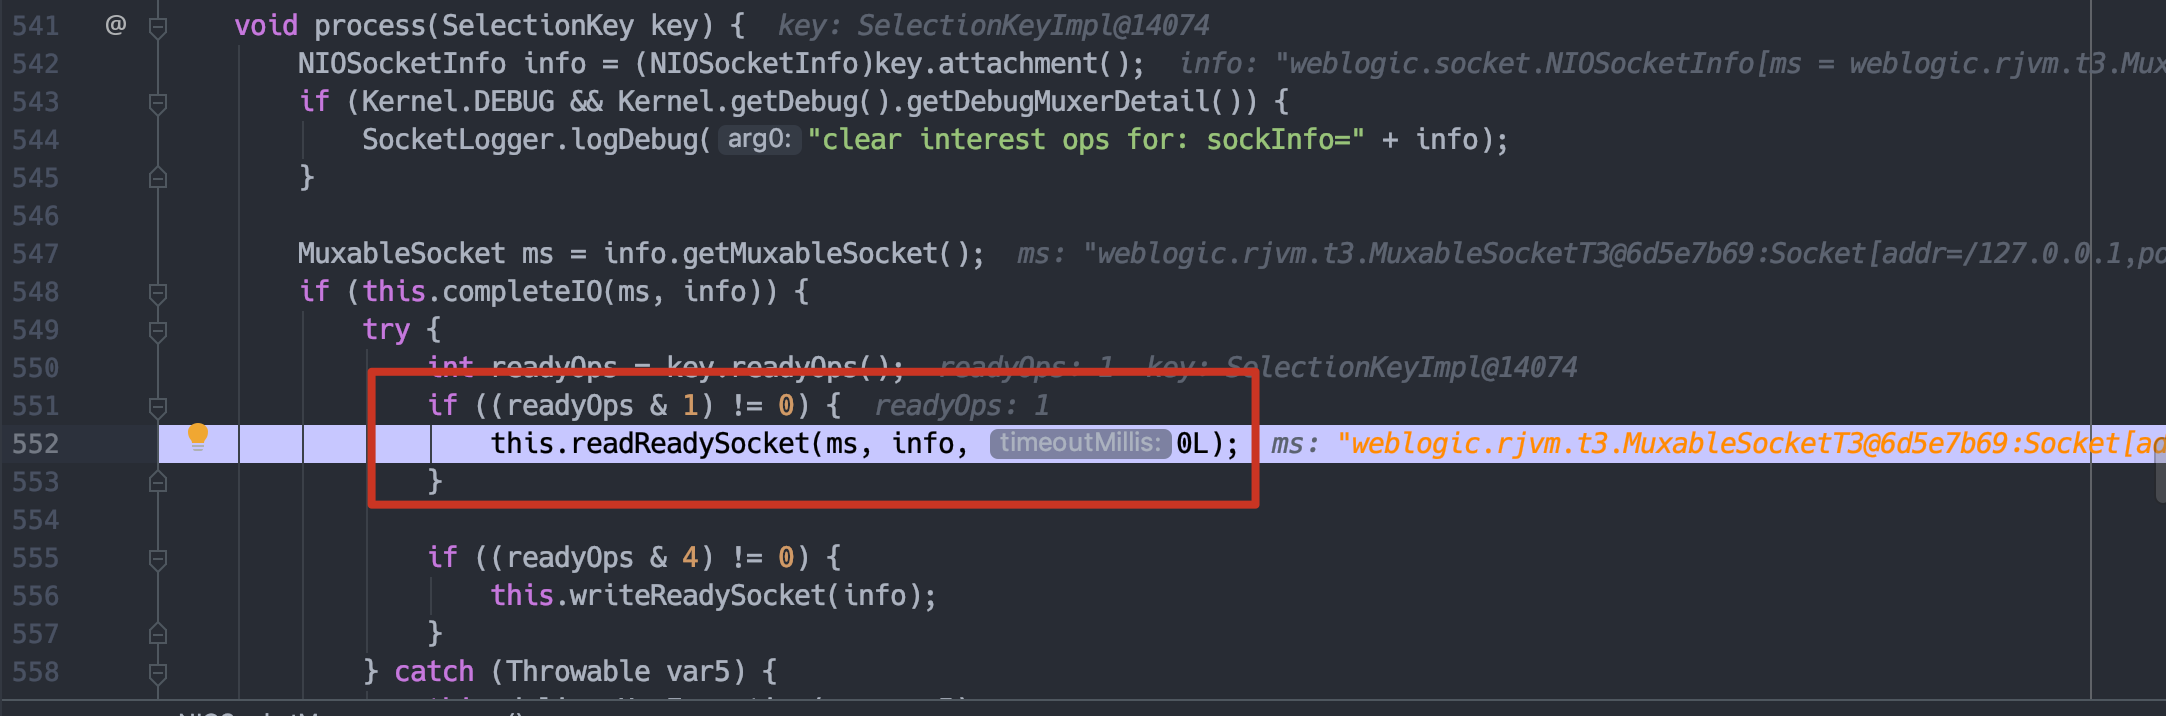 541 @ void process(SelectionKey key) { key: SelectionKeyImpl@14074
542 NIOSocketInfo info = (NIOSocketInfo)key.attachment(); info: "weblogic.socket.NIOSocketInfo[ms = weblogic.rjvm.t3.Mux
543 if (Kernel.DEBUG && Kernel.getDebug().getDebugMuxerDetail()) {
544 SocketLogger.logDebug( arg0: "clear interest ops for: sockInfo=" + info);
545 }
546
547 MuxableSocket ms = info.getMuxableSocket(); ms: "weblogic.rjvm.t3.MuxableSocketT3@6d5e7b69:Socket[addr=/127.0.0.1,po
548 if (this.completeIO(ms, info)) {
549 try {
550 int readyOps = key.readyOps(); readyOps: 1 key: SelectionKeyImpl@14074
551 if ((readyOps & 1) != 0) { readyOps: 1
552 this.readReadySocket(ms, info, timeoutMillis: 0L); ms: "weblogic.rjvm.t3.MuxableSocketT3@6d5e7b69:Socket[ad
553 }
554
555 if ((readyOps & 4) != 0) {
556 this.writeReadySocket(info);
557 }
558 } catch (Throwable var5) {